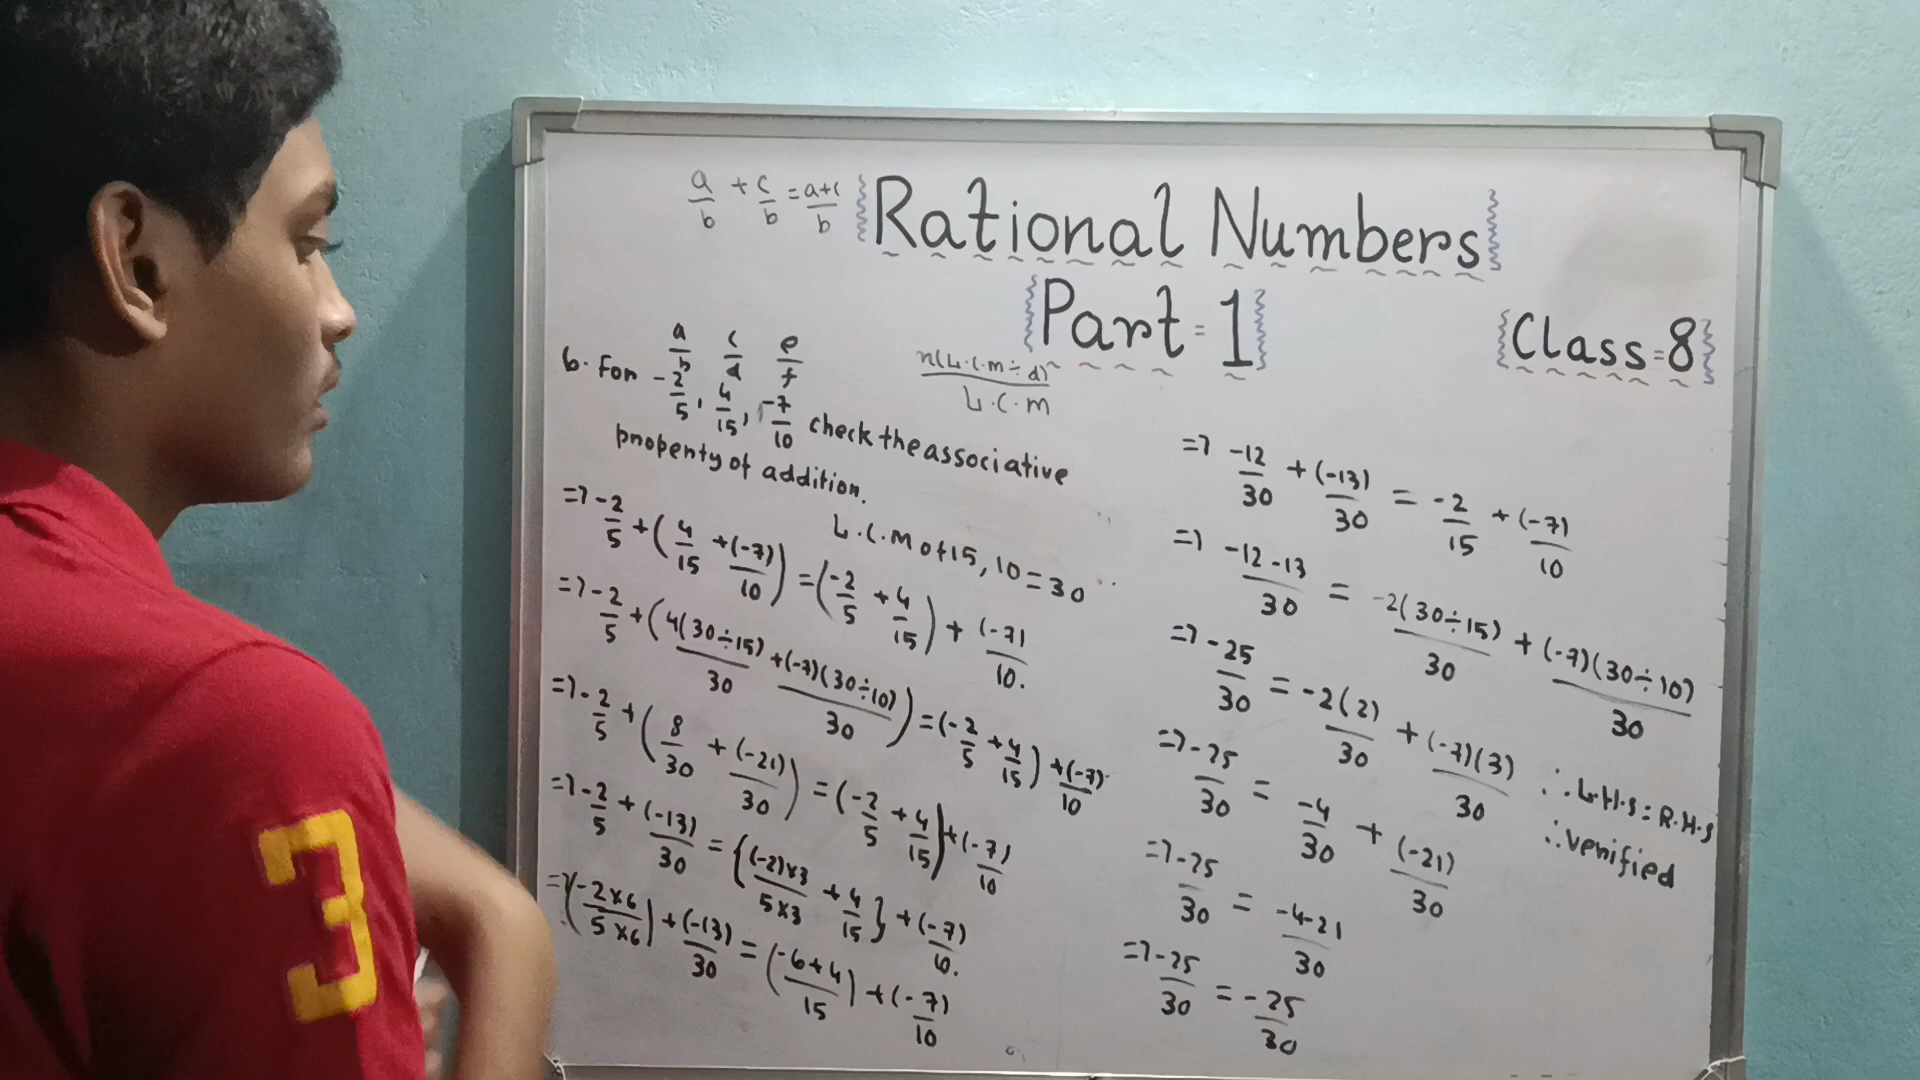 a/b + c/b = a+c/b
Rational Numbers
Part-1
Class-8
a/b c/d e/f
n(L.C.m ÷ d)/L.C.M
6. For -2/5, 4/15, -7/10 check the associative
property of addition.
L.C.M of 15, 10 = 30
=> -2/5 + (4/15 + (-7)/10) = (-2/5 + 4/15) + (-7)/10.
=> -2/5 + (4(30÷15)/30 + (-7)(30÷10)/30) = (-2/5 + 4/15) + (-7)/10
=> -2/5 + (8/30 + (-21)/30) = (-2/5 + 4/15) + (-7)/10
=> -2/5 + (-13)/30 = {(-2)×3/5×3 + 4/15} + (-7)/10.
=> (-2×6/5×6) + (-13)/30 = (-6+4/15) + (-7)/10
=> -12/30 + (-13)/30 = -2/15 + (-7)/10
=> -12-13/30 = -2(30÷15)/30 + (-7)(30÷10)/30
=> -25/30 = -2(2)/30 + (-7)(3)/30
=> -25/30 = -4/30 + (-21)/30
=> -25/30 = -4-21/30
=> -25/30 = -25/30
∴ L.H.S = R.H.S
∴ verified
3